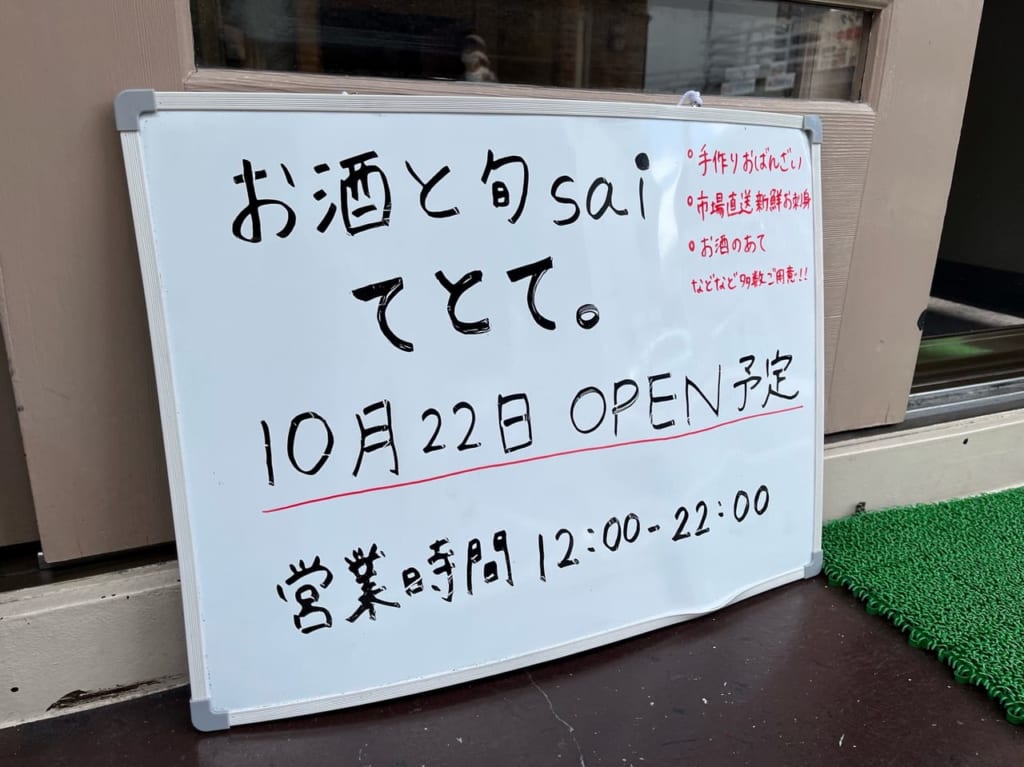 お酒と旬sai
てとて。
10月22日 OPEN予定
営業時間 12:00-22:00
° 手作りおばんざい
° 市場直送新鮮お刺身
° お酒のあて
などなど多数ご用意!!